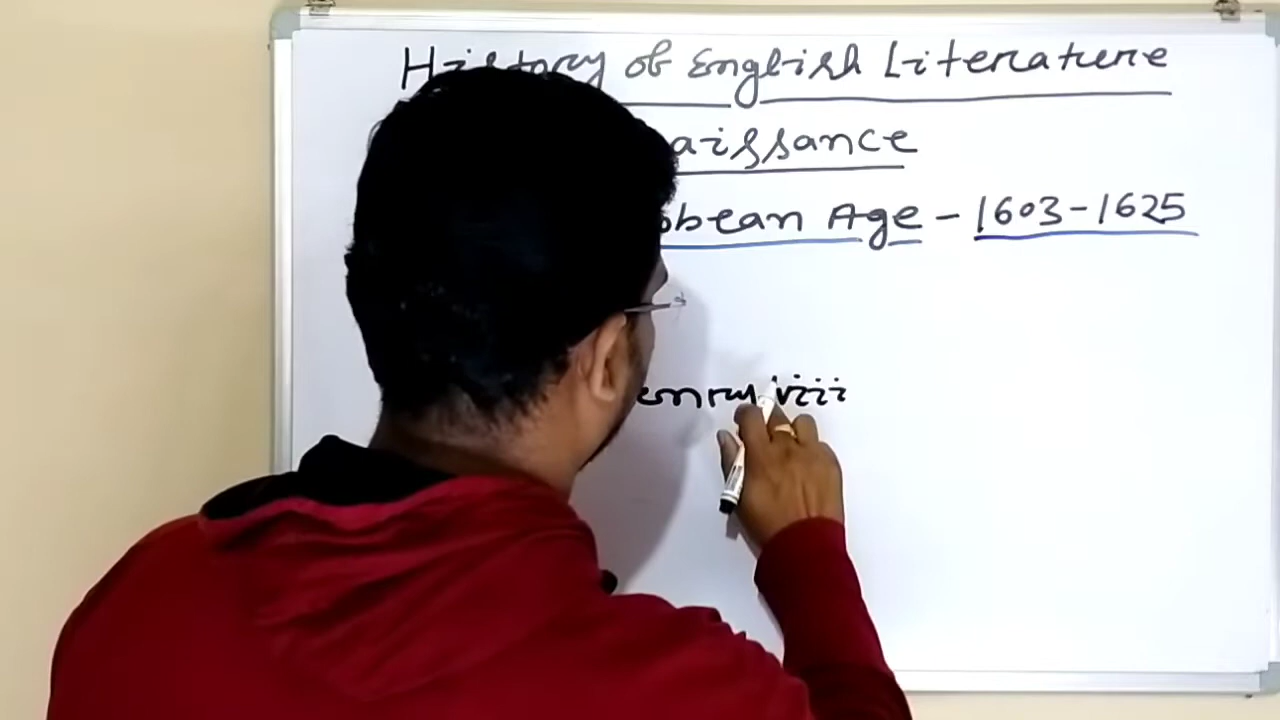 History of English Literature
aissance
obean Age - 1603-1625
enry viii